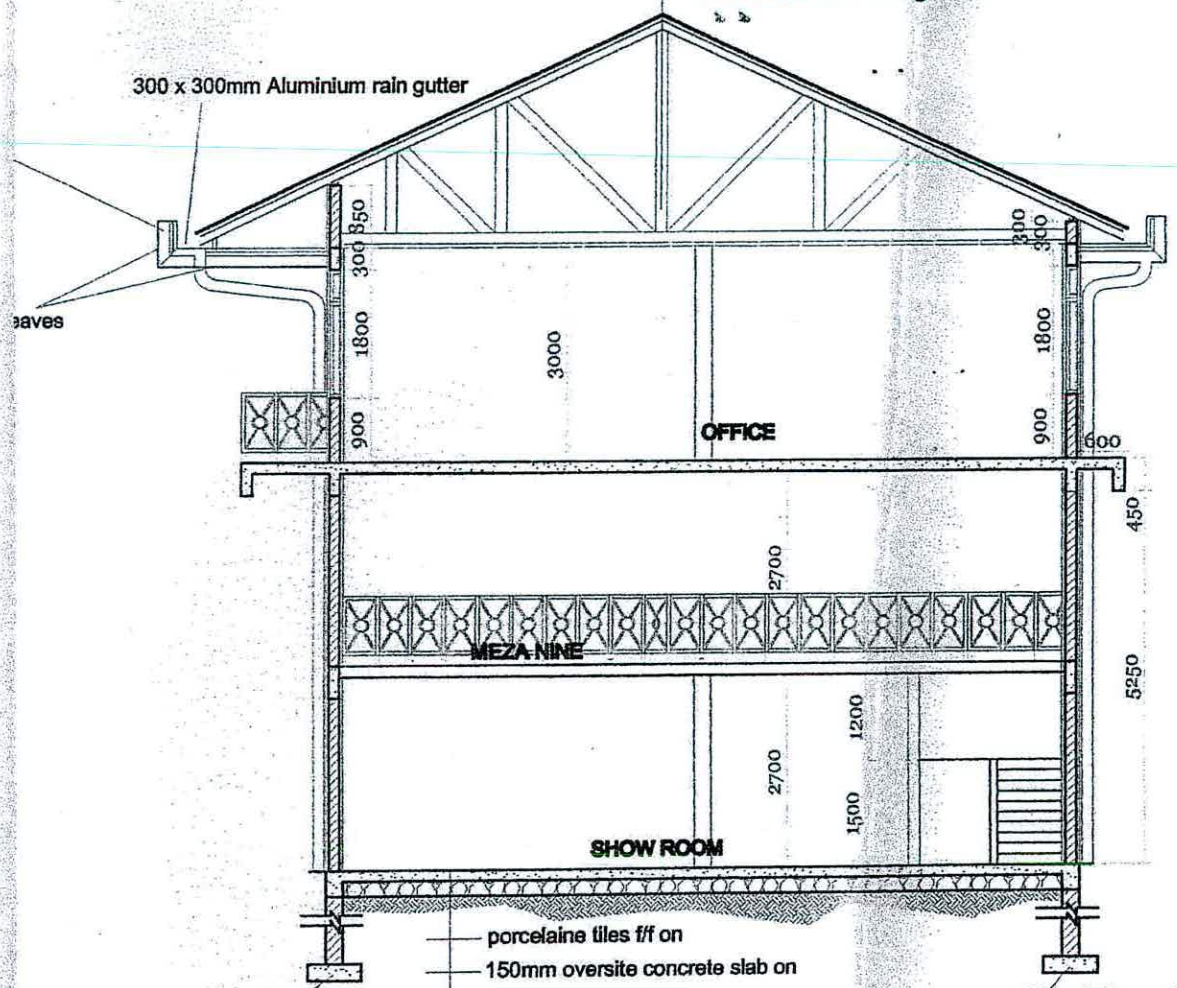 300 x 300mm Aluminium rain gutter
eaves
350
300
1800
900
3000
300
300
1800
900
OFFICE
600
450
2700
MEZA NINE
5250
2700
1200
1500
SHOW ROOM
porcelaine tiles f/f on
150mm oversite concrete slab on